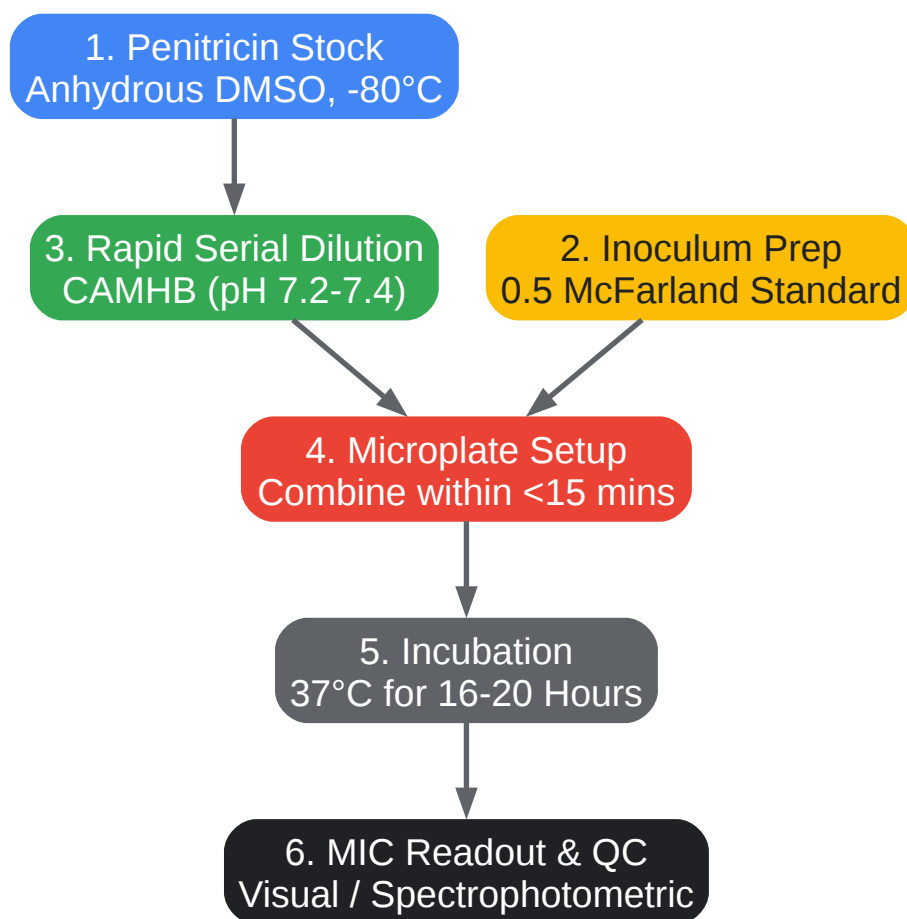 1. Penitricin Stock
Anhydrous DMSO, -80°C
3. Rapid Serial Dilution
CAMHB (pH 7.2-7.4)
2. Inoculum Prep
0.5 McFarland Standard
4. Microplate Setup
Combine within <15 mins
5. Incubation
37°C for 16-20 Hours
6. MIC Readout & QC
Visual / Spectrophotometric